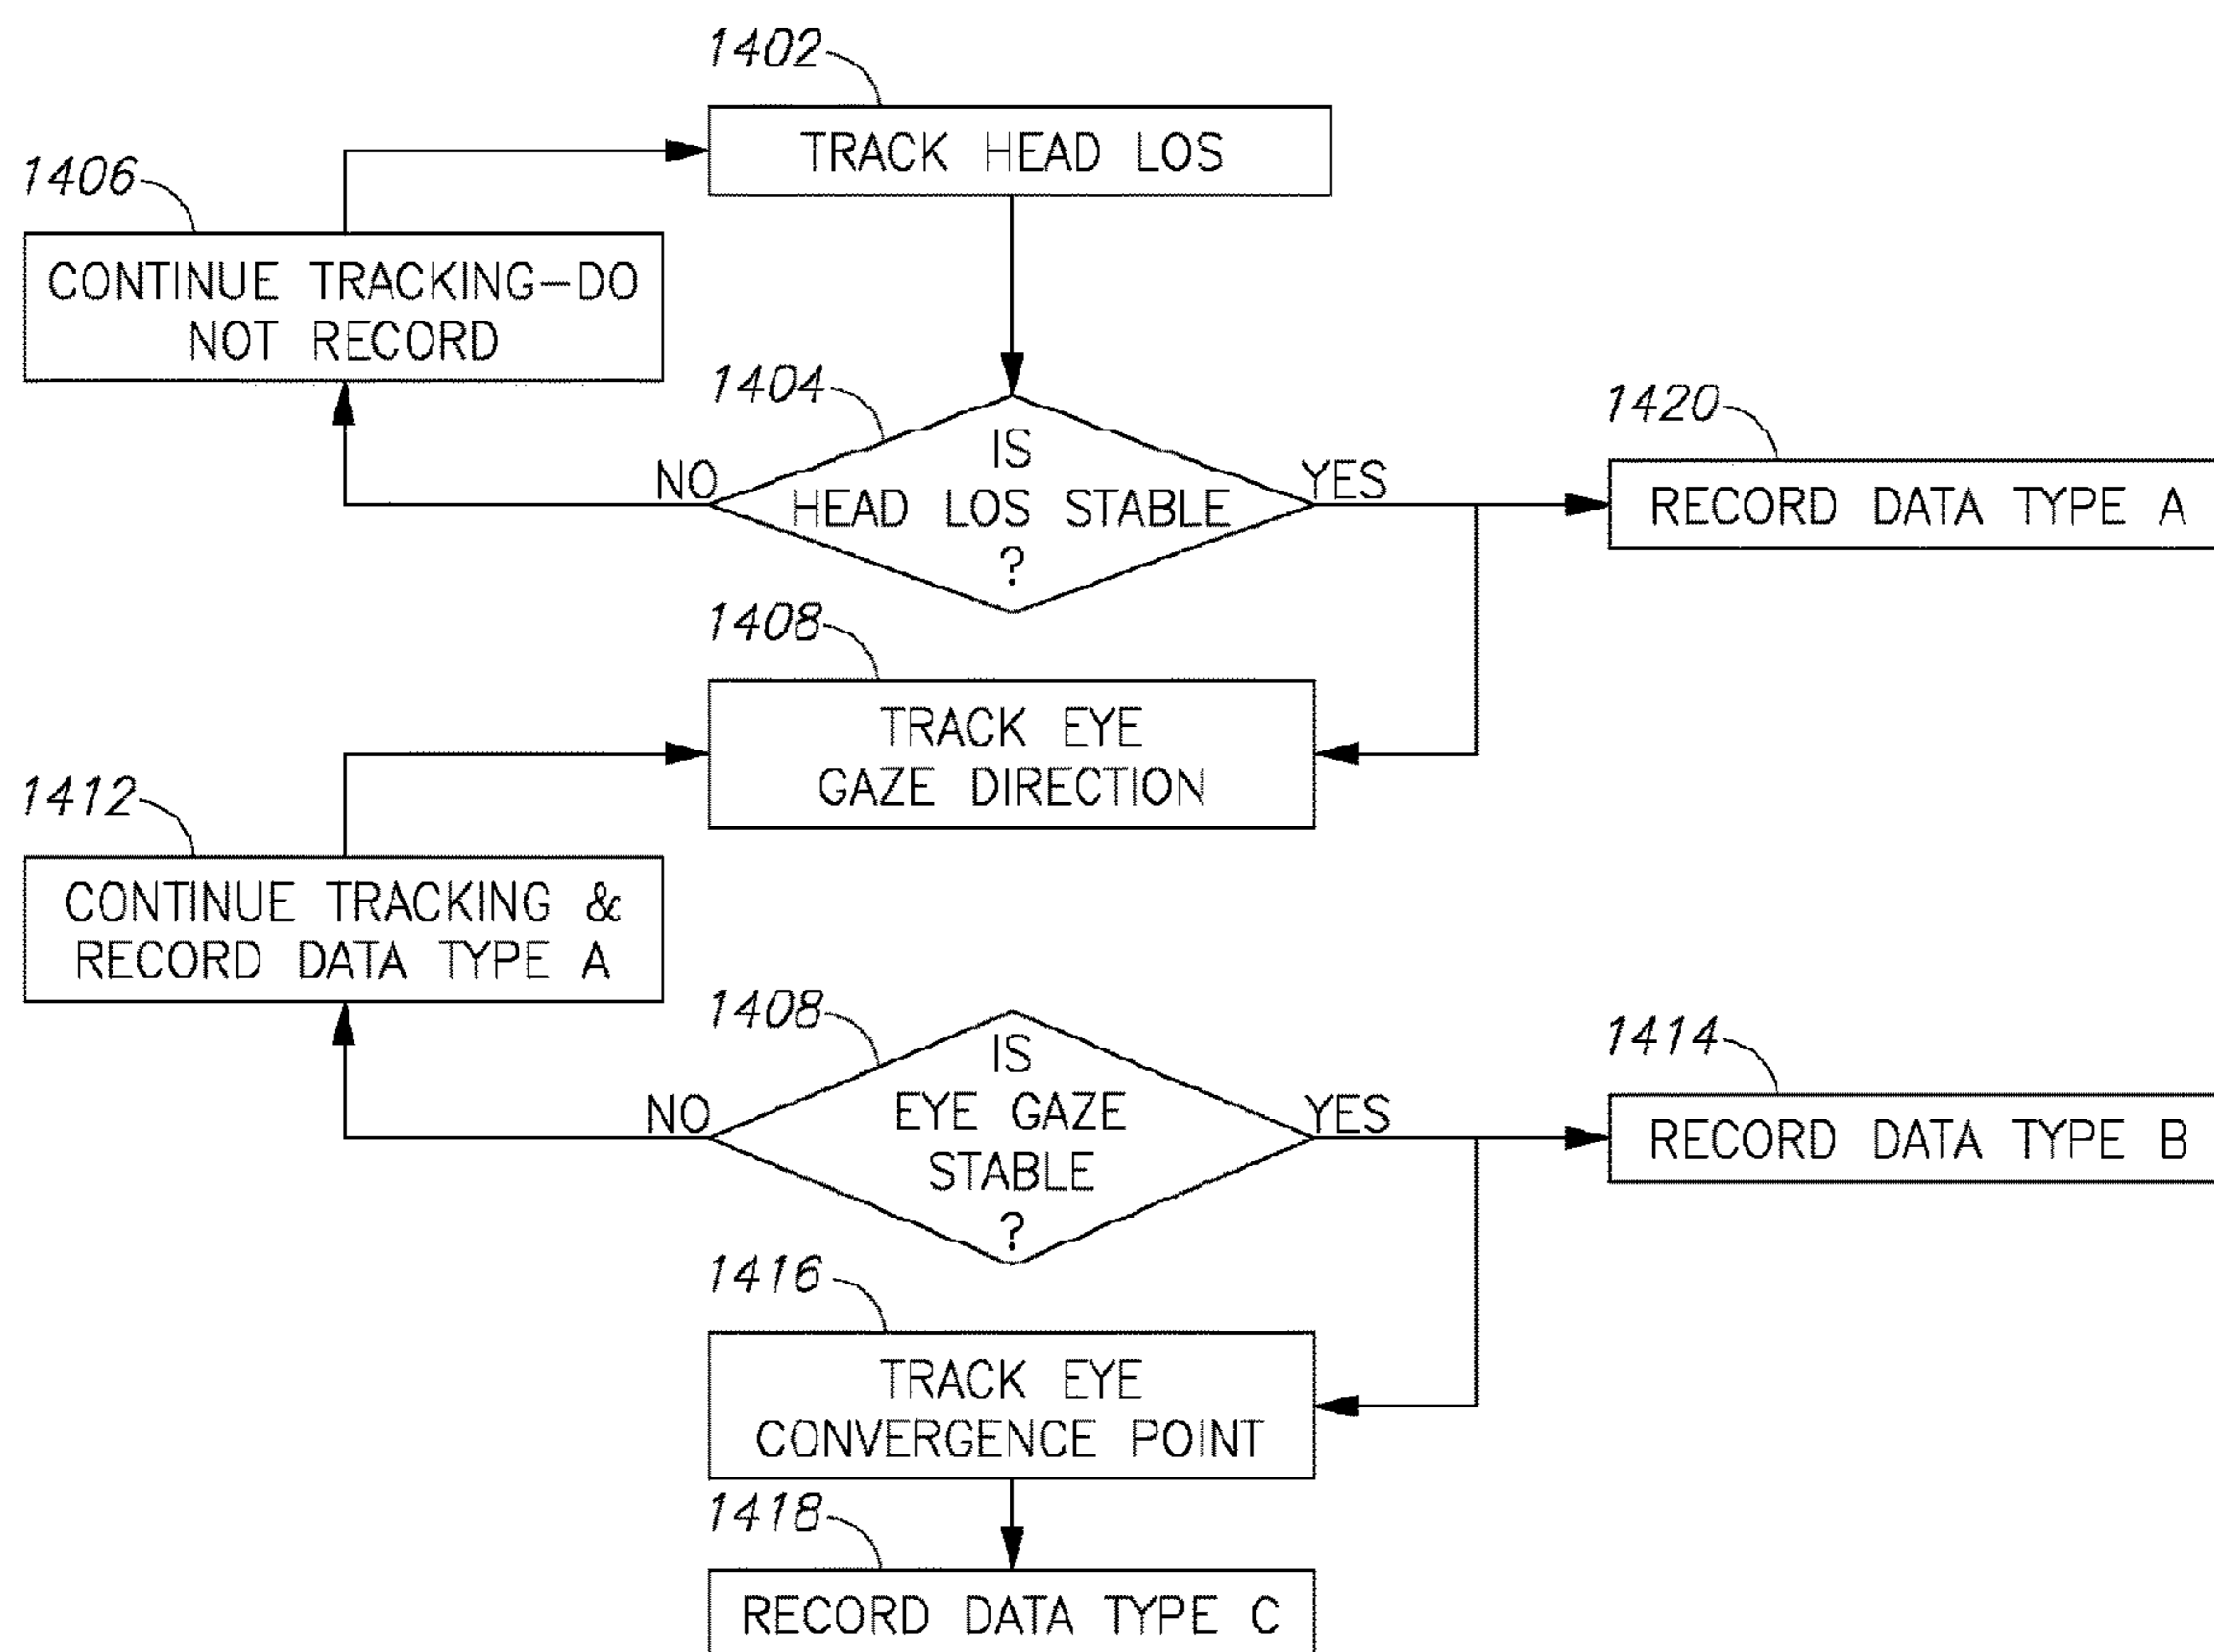 1402
TRACK HEAD LOS
1406
CONTINUE TRACKING-DO
NOT RECORD
1404
IS
HEAD LOS STABLE
?
NO
YES
1420
RECORD DATA TYPE A
1408
TRACK EYE
GAZE DIRECTION
1412
CONTINUE TRACKING &
RECORD DATA TYPE A
1408
IS
EYE GAZE
STABLE
?
NO
YES
1414
RECORD DATA TYPE B
1416
TRACK EYE
CONVERGENCE POINT
1418
RECORD DATA TYPE C